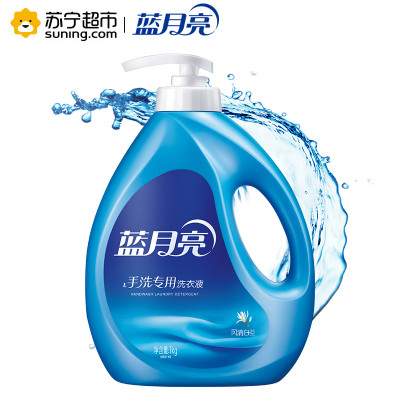 苏宁超市
suning.com
蓝月亮
蓝月亮
手洗专用洗衣液
HANDWASH LAUNDRY DETERGENT
风清白兰
净含量:1kg